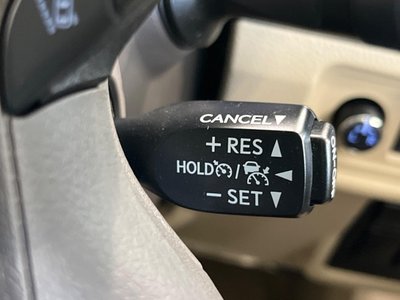 CANCEL▼
+ RES ▲
HOLD / ◄
− SET ▼